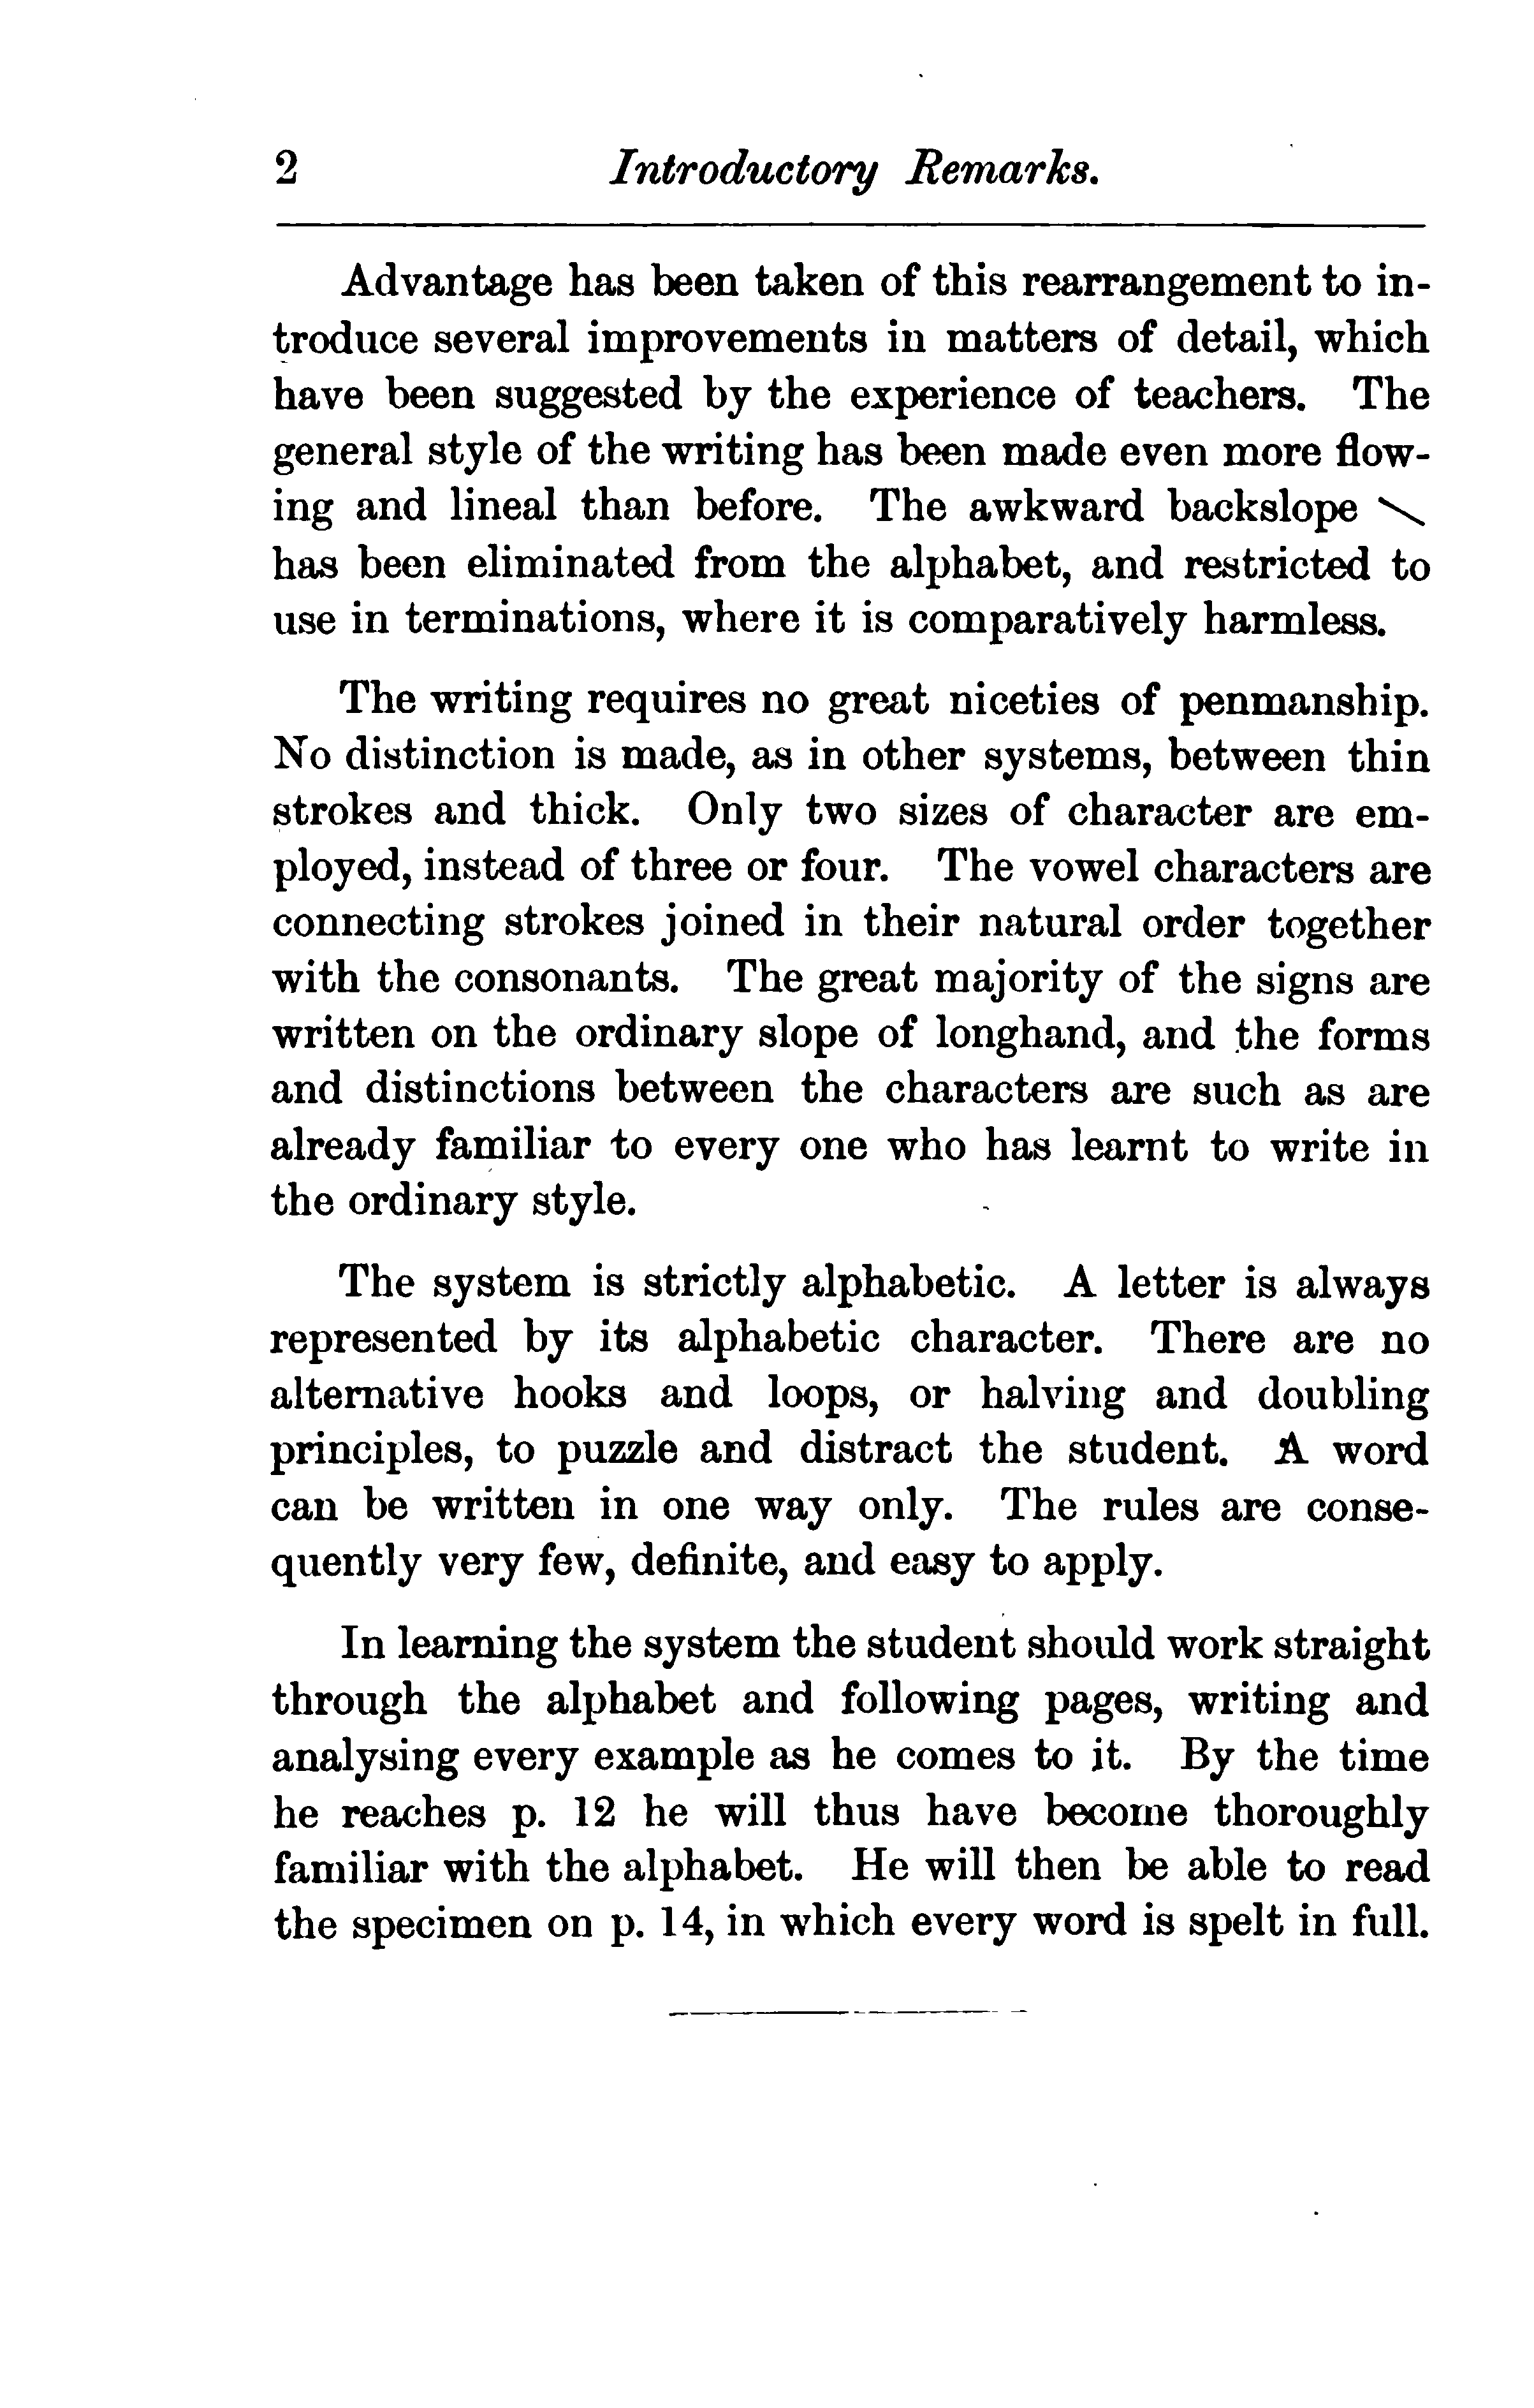 2 Introductory Remarks.
Advantage has been taken of this rearrangement to in-
troduce several improvements in matters of detail, which
have been suggested by the experience of teachers. The
general style of the writing has been made even more flow-
ing and lineal than before. The awkward backslope \
has been eliminated from the alphabet, and restricted to
use in terminations, where it is comparatively harmless.
The writing requires no great niceties of penmanship.
No distinction is made, as in other systems, between thin
strokes and thick. Only two sizes of character are em-
ployed, instead of three or four. The vowel characters are
connecting strokes joined in their natural order together
with the consonants. The great majority of the signs are
written on the ordinary slope of longhand, and the forms
and distinctions between the characters are such as are
already familiar to every one who has learnt to write in
the ordinary style.
The system is strictly alphabetic. A letter is always
represented by its alphabetic character. There are no
alternative hooks and loops, or halving and doubling
principles, to puzzle and distract the student. A word
can be written in one way only. The rules are conse-
quently very few, definite, and easy to apply.
In learning the system the student should work straight
through the alphabet and following pages, writing and
analysing every example as he comes to it. By the time
he reaches p. 12 he will thus have become thoroughly
familiar with the alphabet. He will then be able to read
the specimen on p. 14, in which every word is spelt in full.